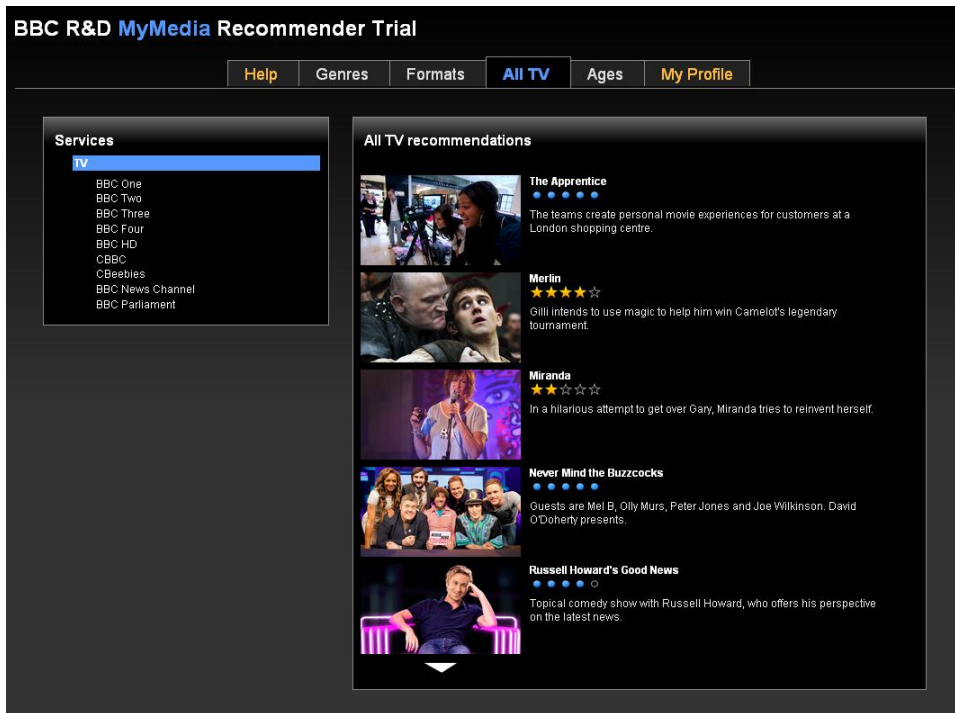 BBC R&D MyMedia Recommender Trial
Help Genres Formats All TV Ages My Profile
Services
TV
BBC One
BBC Two
BBC Three
BBC Four
BBC HD
CBBC
CBeebies
BBC News Channel
BBC Parliament
All TV recommendations
The Apprentice
The teams create personal movie experiences for customers at a
London shopping centre.
Merlin
Gilli intends to use magic to help him win Camelot's legendary
tournament.
Miranda
In a hilarious attempt to get over Gary, Miranda tries to reinvent herself.
Never Mind the Buzzcocks
Guests are Mel B, Olly Murs, Peter Jones and Joe Wilkinson. David
O'Doherty presents.
Russell Howard's Good News
Topical comedy show with Russell Howard, who offers his perspective
on the latest news.